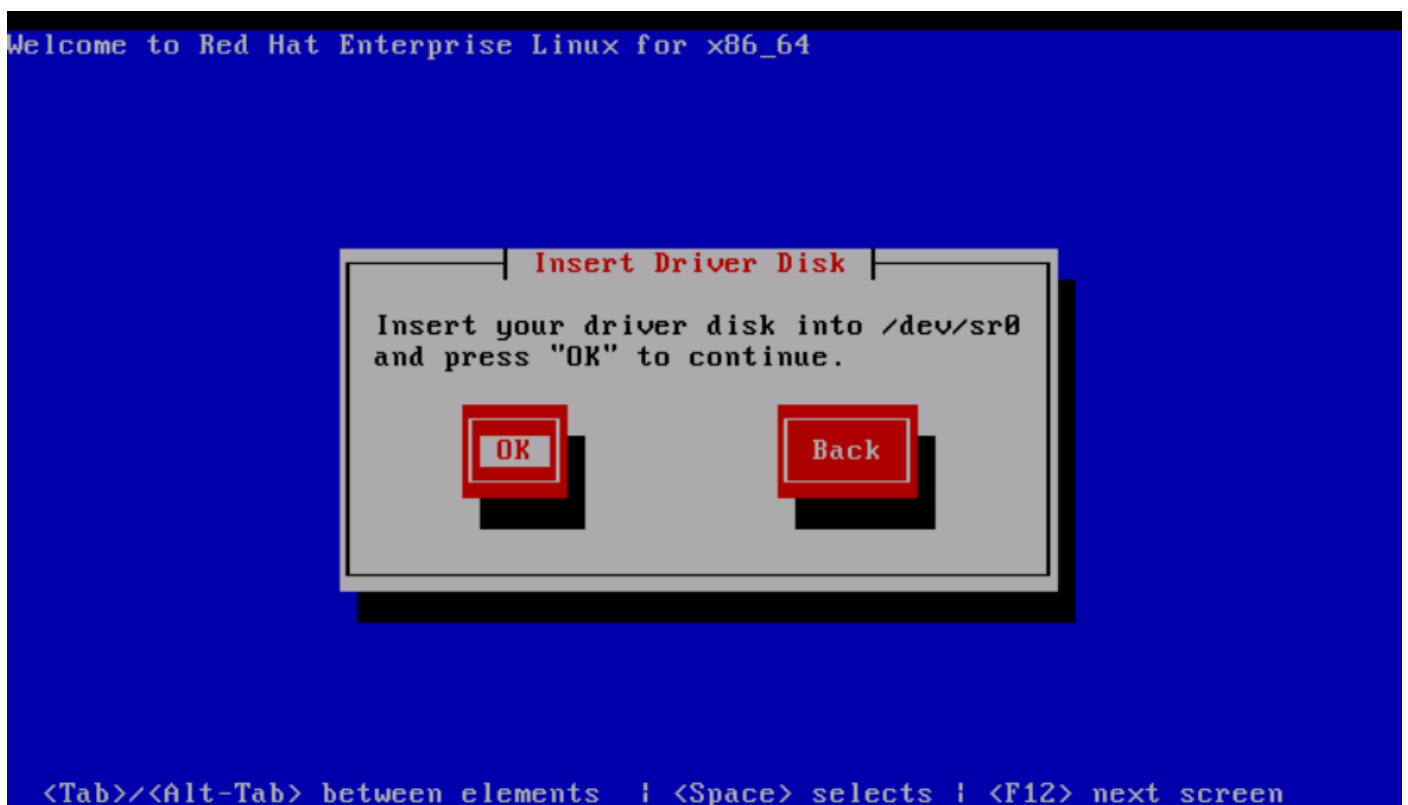 Welcome to Red Hat Enterprise Linux for x86_64
Insert Driver Disk
Insert your driver disk into /dev/sr0
and press "OK" to continue.
OK Back
<Tab>/<Alt-Tab> between elements | <Space> selects | <F12> next screen